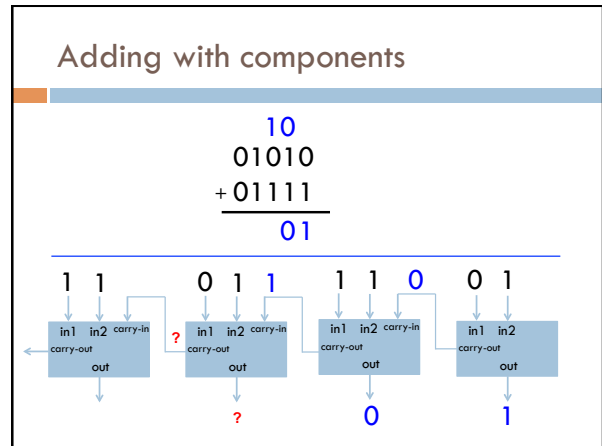 Adding with components
10
01010
+ 01111
01
1 1 0 1 1 1 1 0 0 1
in1 in2 carry-in in1 in2 carry-in in1 in2 carry-in in1 in2
carry-out ? carry-out carry-out carry-out
out out out out
? 0 1